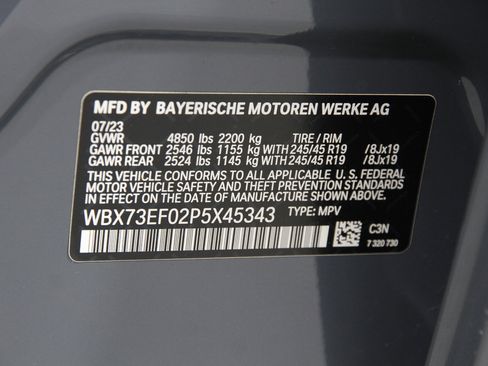 MFD BY BAYERISCHE MOTOREN WERKE AG
07/23
GVWR 4850 lbs 2200 kg TIRE / RIM
GAWR FRONT 2546 lbs 1155 kg WITH 245/45 R19 /8Jx19
GAWR REAR 2524 lbs 1145 kg WITH 245/45 R19 /8Jx19
THIS VEHICLE CONFORMS TO ALL APPLICABLE U. S. FEDERAL
MOTOR VEHICLE SAFETY, BUMPER, AND THEFT PREVENTION STANDARDS
IN EFFECT ON THE DATE OF MANUFACTURE SHOWN ABOVE.
WBX73EF02P5X45343 TYPE: MPV
C3N
7 320 730